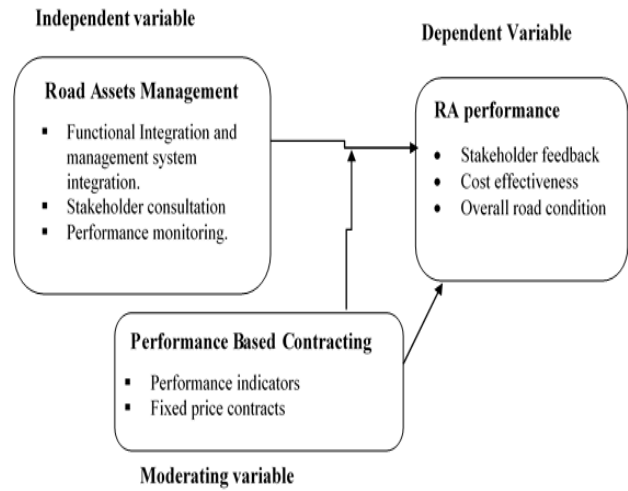 Independent variable
Dependent Variable
Road Assets Management
▪ Functional Integration and
management system
integration.
▪ Stakeholder consultation
▪ Performance monitoring.
RA performance
• Stakeholder feedback
• Cost effectiveness
• Overall road condition
Performance Based Contracting
▪ Performance indicators
▪ Fixed price contracts
Moderating variable